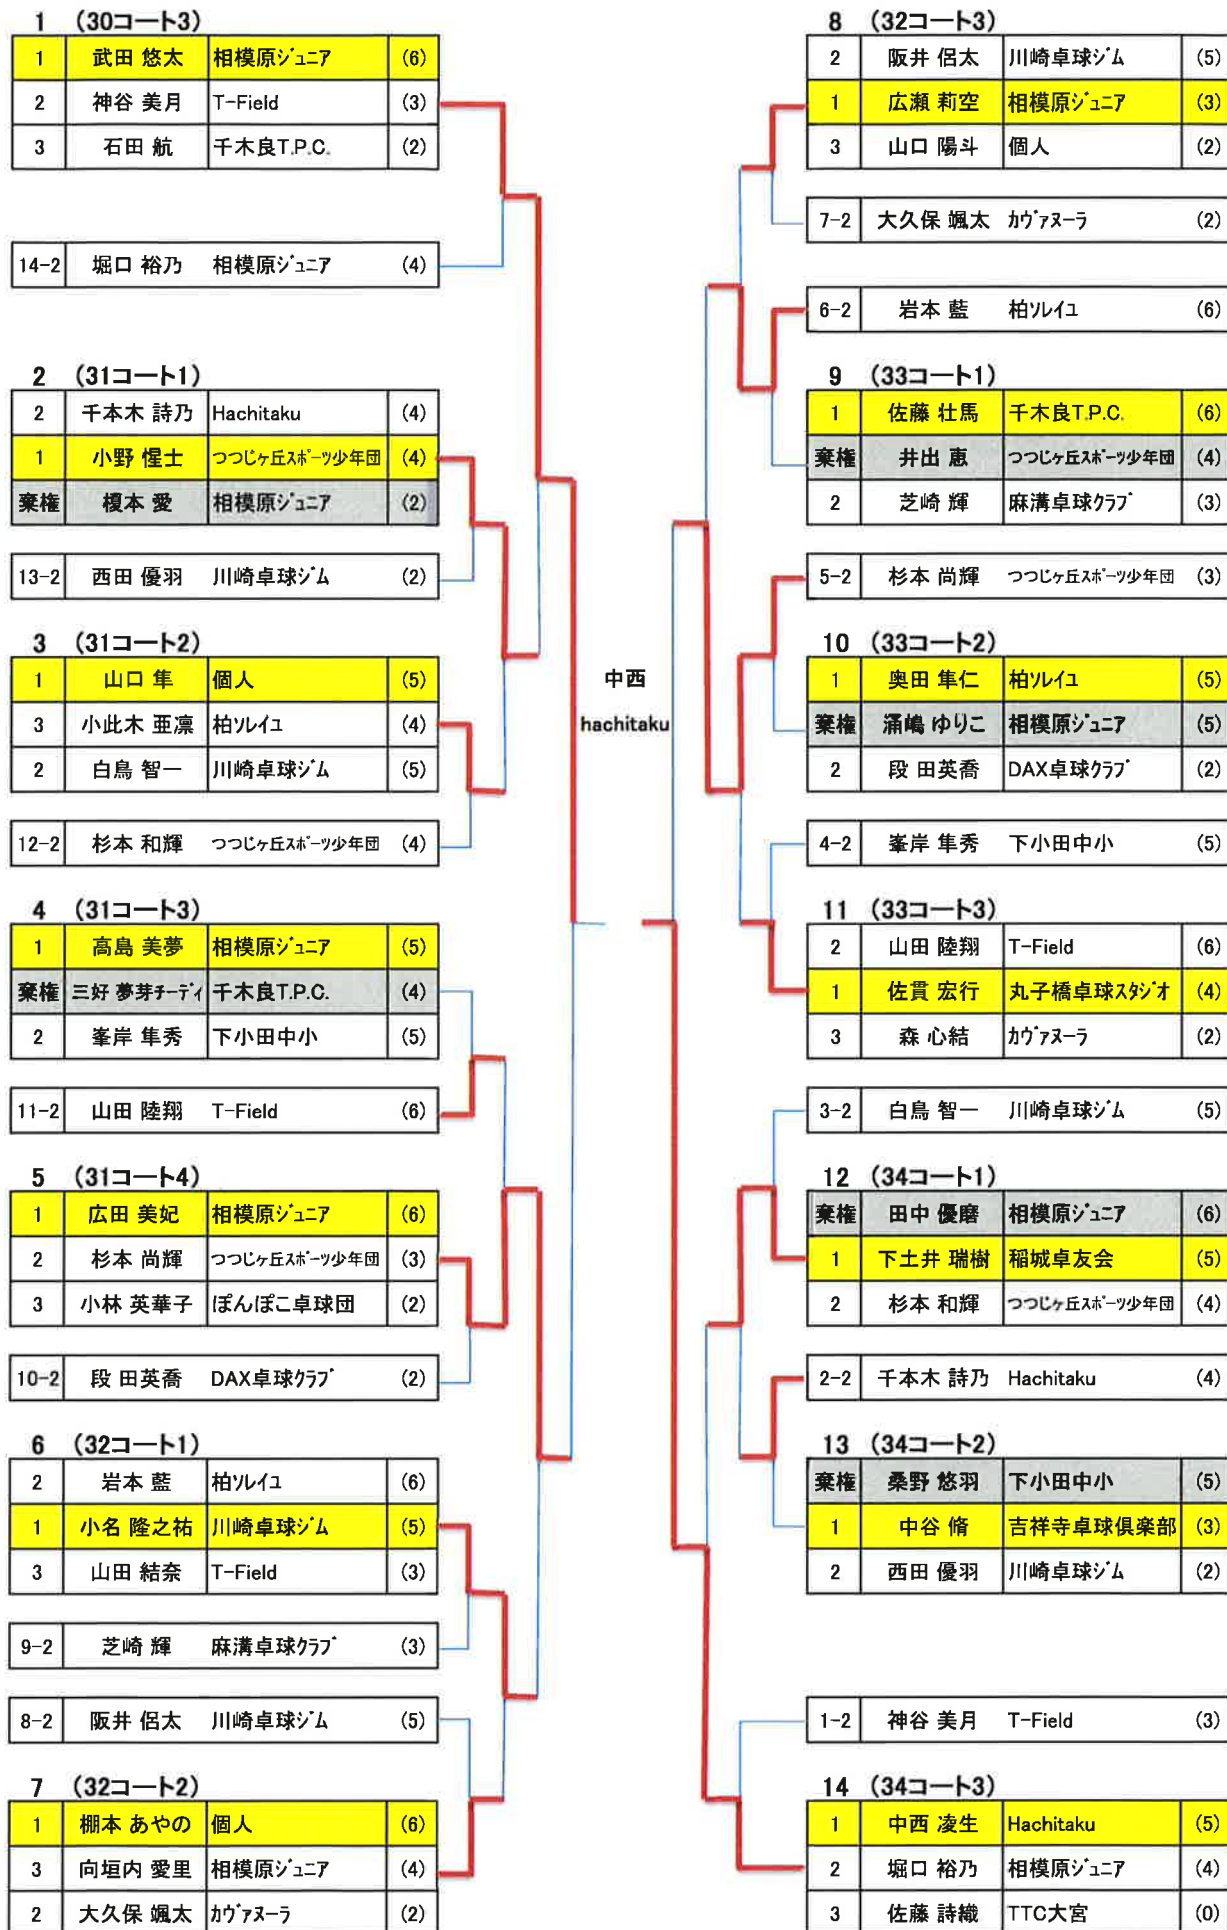 1 (30コート3)
1 武田 悠太 相模原ジュニア (6)
2 神谷 美月 T-Field (3)
3 石田 航 千木良T.P.C. (2)
14-2 堀口 裕乃 相模原ジュニア (4)
2 (31コート1)
2 千本木 詩乃 Hachitaku (4)
1 小野 惺士 つつじヶ丘スポーツ少年団 (4)
棄権 榎本 愛 相模原ジュニア (2)
13-2 西田 優羽 川崎卓球ジム (2)
3 (31コート2)
1 山口 隼 個人 (5)
3 小此木 亜凛 柏ソレイユ (4)
2 白鳥 智一 川崎卓球ジム (5)
12-2 杉本 和輝 つつじヶ丘スポーツ少年団 (4)
4 (31コート3)
1 高島 美夢 相模原ジュニア (5)
棄権 三好 夢芽チーディ 千木良T.P.C. (4)
2 峯岸 隼秀 下小田中小 (5)
11-2 山田 陸翔 T-Field (6)
5 (31コート4)
1 広田 美妃 相模原ジュニア (6)
2 杉本 尚輝 つつじヶ丘スポーツ少年団 (3)
3 小林 英華子 ぽんぽこ卓球団 (2)
10-2 段 田英喬 DAX卓球クラブ (2)
6 (32コート1)
2 岩本 藍 柏ソレイユ (6)
1 小名 隆之祐 川崎卓球ジム (5)
3 山田 結奈 T-Field (3)
9-2 芝崎 輝 麻溝卓球クラブ (3)
8-2 阪井 侶太 川崎卓球ジム (5)
7 (32コート2)
1 棚本 あやの 個人 (6)
3 向垣内 愛里 相模原ジュニア (4)
2 大久保 颯太 カヴァヌーラ (2)
中西
hachitaku
8 (32コート3)
2 阪井 侶太 川崎卓球ジム (5)
1 広瀬 莉空 相模原ジュニア (3)
3 山口 陽斗 個人 (2)
7-2 大久保 颯太 カヴァヌーラ (2)
6-2 岩本 藍 柏ソレイユ (6)
9 (33コート1)
1 佐藤 壮馬 千木良T.P.C. (6)
棄権 井出 恵 つつじヶ丘スポーツ少年団 (4)
2 芝崎 輝 麻溝卓球クラブ (3)
5-2 杉本 尚輝 つつじヶ丘スポーツ少年団 (3)
10 (33コート2)
1 奥田 隼仁 柏ソレイユ (5)
棄権 涌嶋 ゆりこ 相模原ジュニア (5)
2 段 田英喬 DAX卓球クラブ (2)
4-2 峯岸 隼秀 下小田中小 (5)
11 (33コート3)
2 山田 陸翔 T-Field (6)
1 佐貫 宏行 丸子橋卓球スタジオ (4)
3 森 心結 カヴァヌーラ (2)
3-2 白鳥 智一 川崎卓球ジム (5)
12 (34コート1)
棄権 田中 優磨 相模原ジュニア (6)
1 下土井 瑞樹 稲城卓友会 (5)
2 杉本 和輝 つつじヶ丘スポーツ少年団 (4)
2-2 千本木 詩乃 Hachitaku (4)
13 (34コート2)
棄権 桑野 悠羽 下小田中小 (5)
1 中谷 脩 吉祥寺卓球倶楽部 (3)
2 西田 優羽 川崎卓球ジム (2)
1-2 神谷 美月 T-Field (3)
14 (34コート3)
1 中西 凌生 Hachitaku (5)
2 堀口 裕乃 相模原ジュニア (4)
3 佐藤 詩織 TTC大宮 (0)